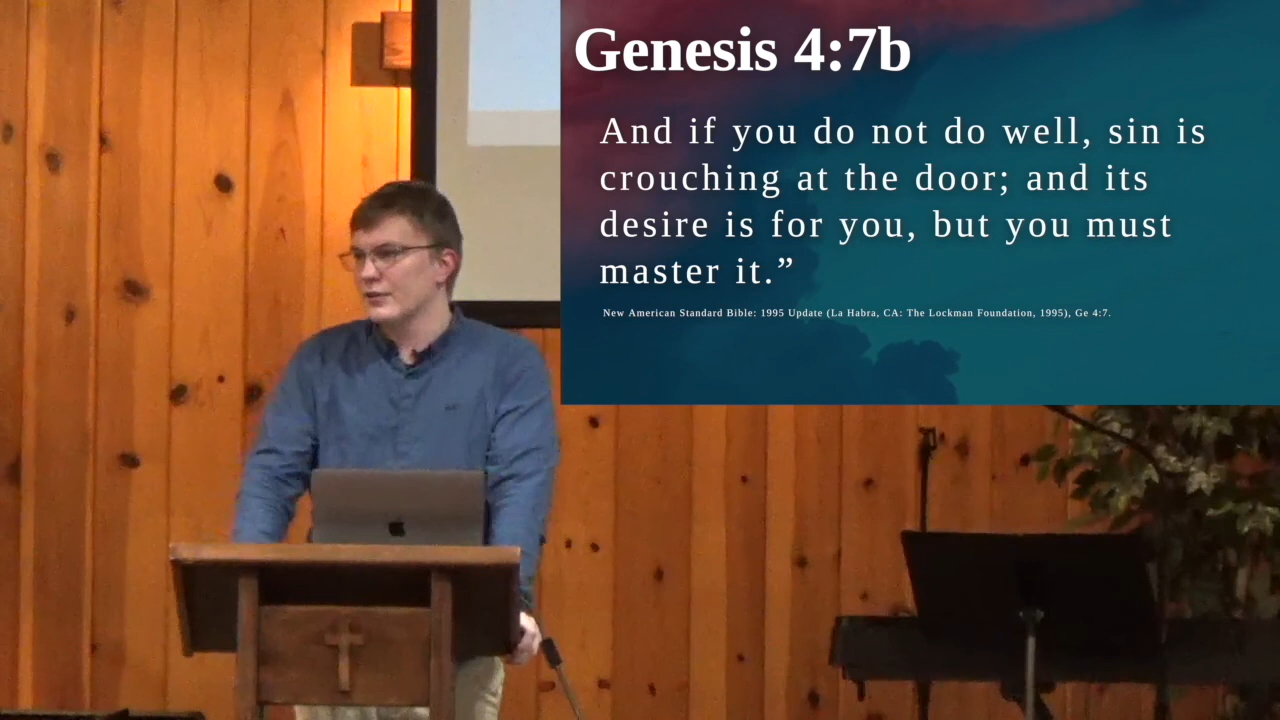 Genesis 4:7b
And if you do not do well, sin is
crouching at the door; and its
desire is for you, but you must
master it.”
New American Standard Bible: 1995 Update (La Habra, CA: The Lockman Foundation, 1995), Ge 4:7.